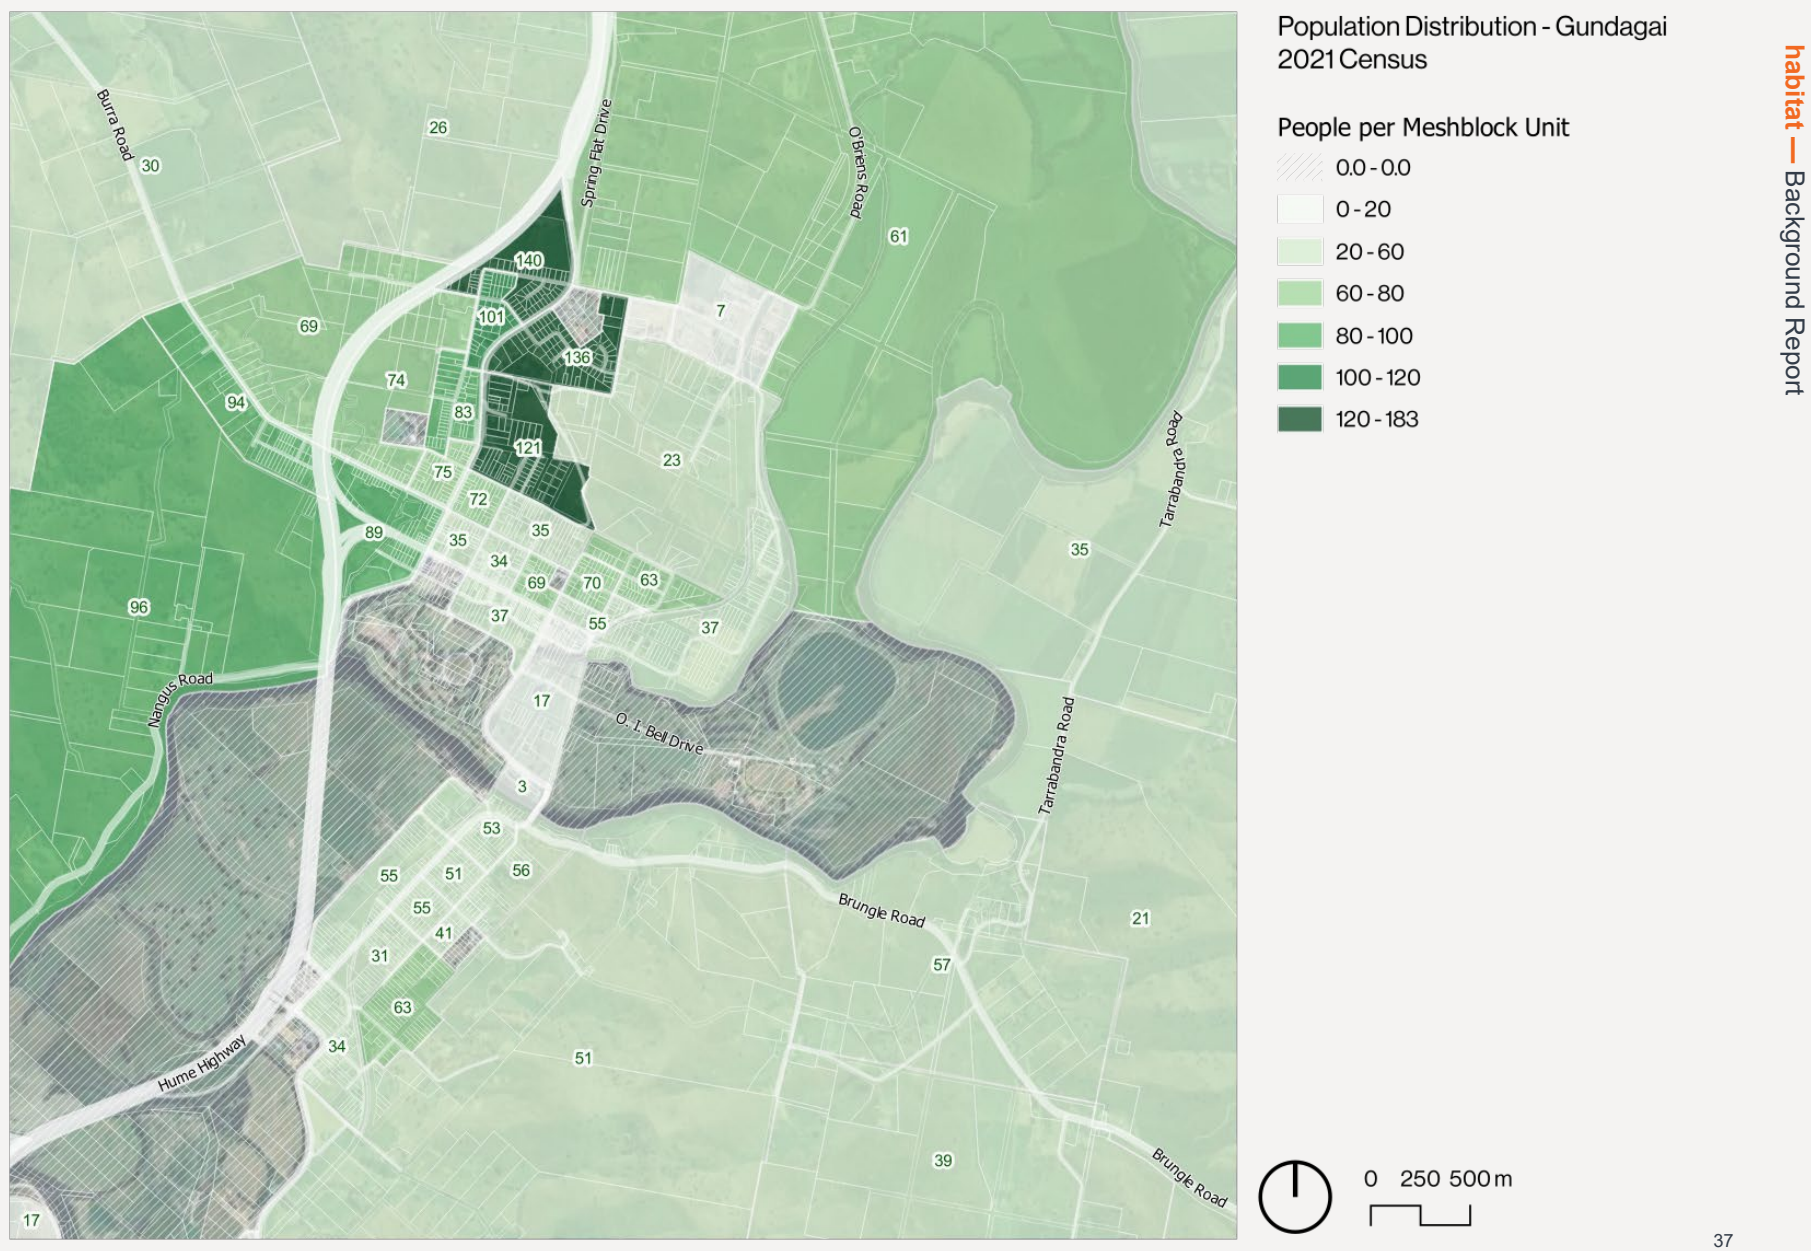 Population Distribution - Gundagai
2021 Census
People per Meshblock Unit
0.0 - 0.0
0 - 20
20 - 60
60 - 80
80 - 100
100 - 120
120 - 183
habitat — Background Report
Burra Road
30
26
Spring Flat Drive
O'Briens Road
61
140
101
136
7
69
74
94
83
121
23
75
72
35
35
89
34
69
70
63
37
55
37
96
Nangus Road
17
O. I. Bell Drive
3
Tarrabandra Road
35
Tarrabandra Road
53
55
51
56
55
41
31
63
34
Brungle Road
57
21
Hume Highway
51
39
Brungle Road
17
0 250 500 m
37